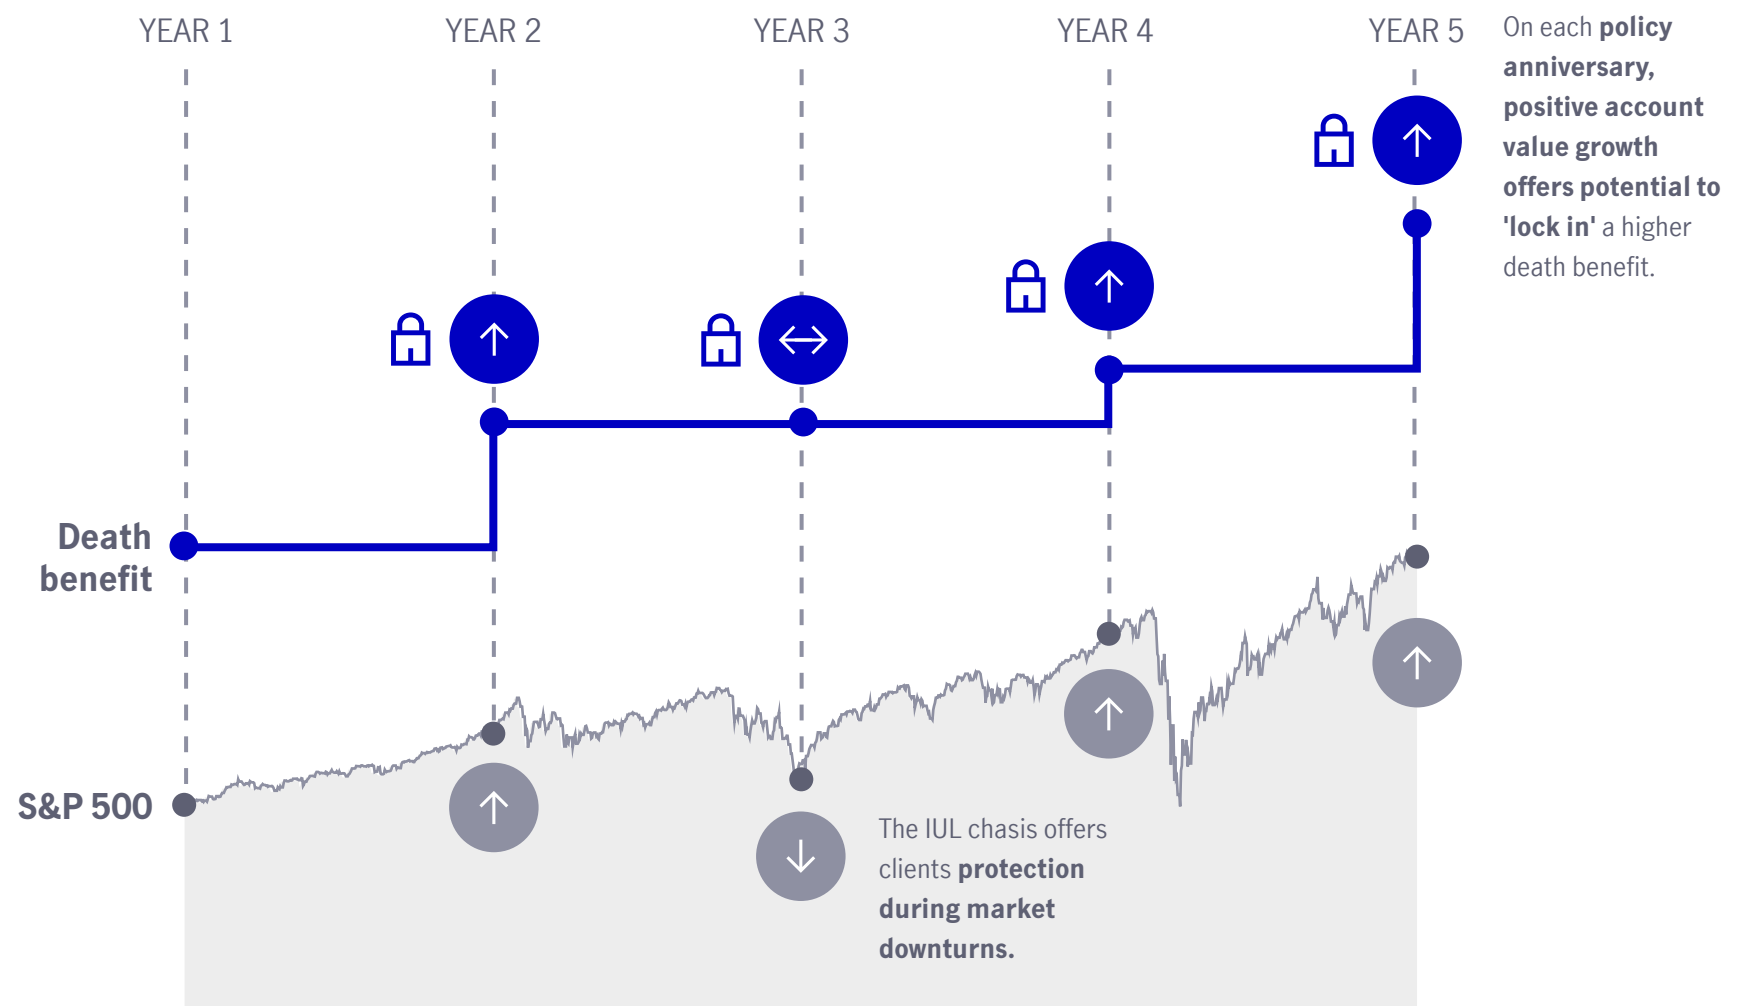 YEAR 1
YEAR 2
YEAR 3
YEAR 4
YEAR 5
On each policy
anniversary,
positive account
value growth
offers potential to
'lock in' a higher
death benefit.
Death
benefit
S&P 500
The IUL chasis offers
clients protection
during market
downturns.